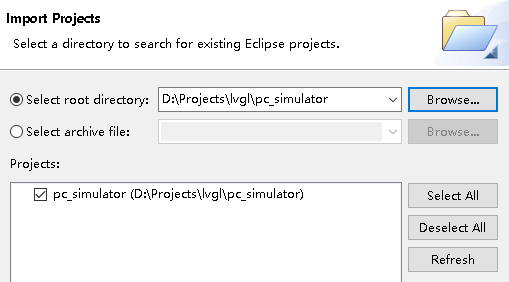 Import Projects
Select a directory to search for existing Eclipse projects.
Select root directory: D:\Projects\lvgl\pc_simulator Browse...
Select archive file: Browse...
Projects:
pc_simulator (D:\Projects\lvgl\pc_simulator)
Select All
Deselect All
Refresh